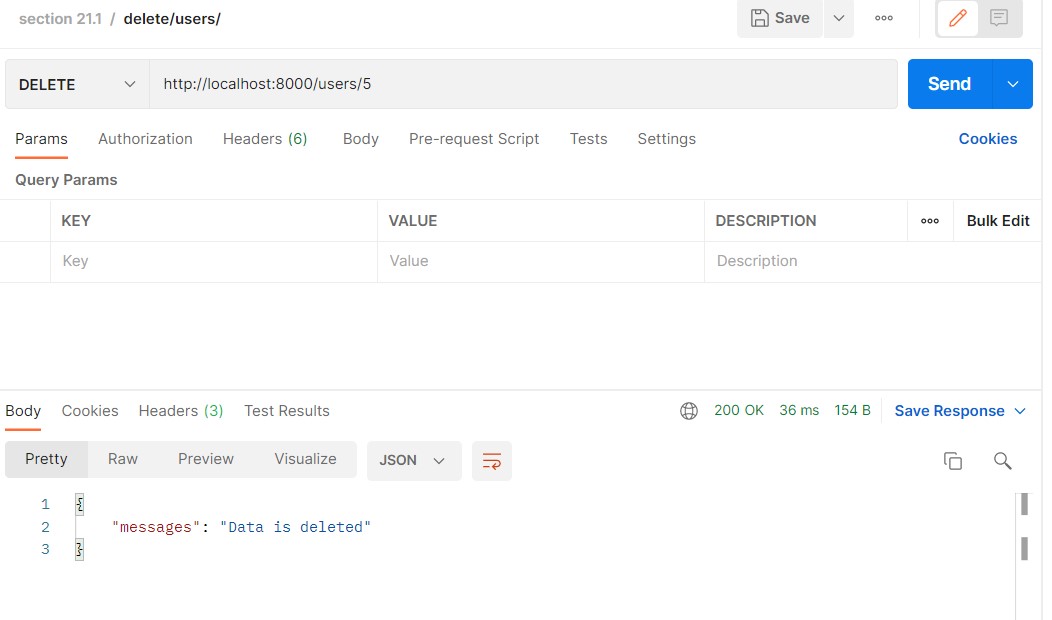 section 21.1 / delete/users/ Save
DELETE http://localhost:8000/users/5 Send
Params Authorization Headers (6) Body Pre-request Script Tests Settings Cookies
Query Params
KEY VALUE DESCRIPTION Bulk Edit
Key Value Description
Body Cookies Headers (3) Test Results 200 OK 36 ms 154 B Save Response
Pretty Raw Preview Visualize JSON
1 {
2 "messages": "Data is deleted"
3 }